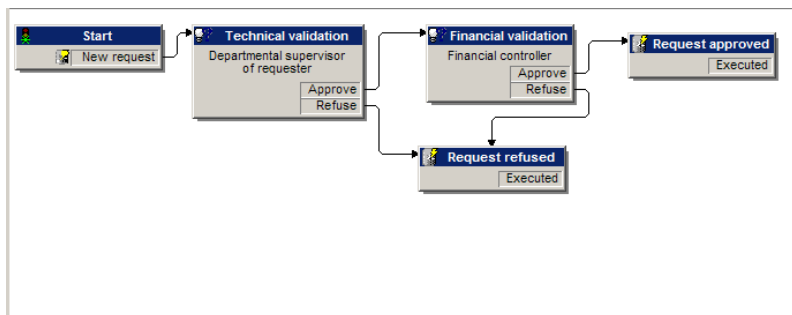 Start
New request
Technical validation
Departmental supervisor
of requester
Approve
Refuse
Financial validation
Financial controller
Approve
Refuse
Request approved
Executed
Request refused
Executed